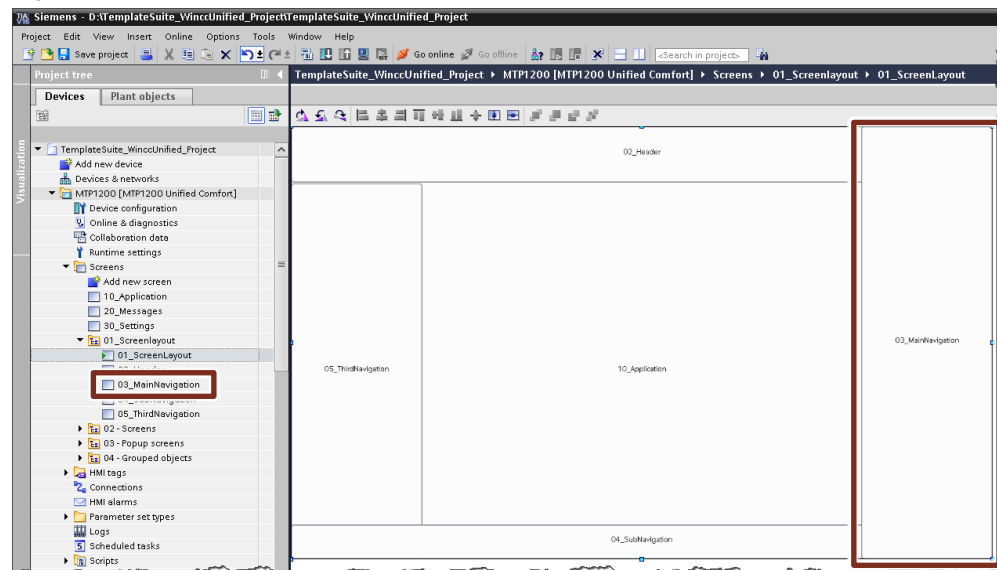 Siemens - D:\TemplateSuite_WinccUnified_Project\TemplateSuite_WinccUnified_Project
Project Edit View Insert Online Options Tools Window Help
Save project Go online Go offline <Search in project>
Project tree
TemplateSuite_WinccUnified_Project MTP1200 [MTP1200 Unified Comfort] Screens 01_Screenlayout 01_ScreenLayout
Devices Plant objects
Visualization
TemplateSuite_WinccUnified_Project
Add new device
Devices & networks
MTP1200 [MTP1200 Unified Comfort]
Device configuration
Online & diagnostics
Collaboration data
Runtime settings
Screens
Add new screen
10_Application
20_Messages
30_Settings
01_Screenlayout
01_ScreenLayout
03_MainNavigation
05_ThirdNavigation
02 - Screens
03 - Popup screens
04 - Grouped objects
HMI tags
Connections
HMI alarms
Parameter set types
Logs
Scheduled tasks
Scripts
02_Header
05_ThirdNavigation
10_Application
03_MainNavigation
04_SubNavigation